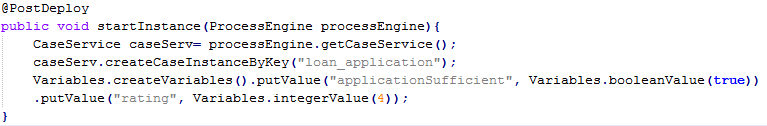 @PostDeploy
public void startInstance(ProcessEngine processEngine){
    CaseService caseServ= processEngine.getCaseService();
    caseServ.createCaseInstanceByKey("loan_application");
    Variables.createVariables().putValue("applicationSufficient", Variables.booleanValue(true))
    .putValue("rating", Variables.integerValue(4));
}